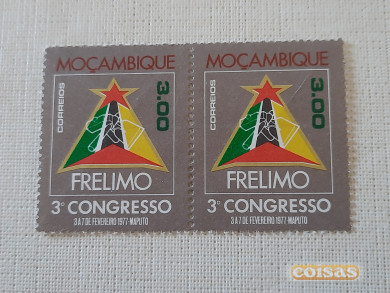 MOÇAMBIQUE
CORREIOS
3.00
FRELIMO
3º CONGRESSO
3 A 7 DE FEVEREIRO 1977-MAPUTO
MOÇAMBIQUE
CORREIOS
3.00
FRELIMO
3º CONGRESSO
3 A 7 DE FEVEREIRO 1977-MAPUTO
coisas